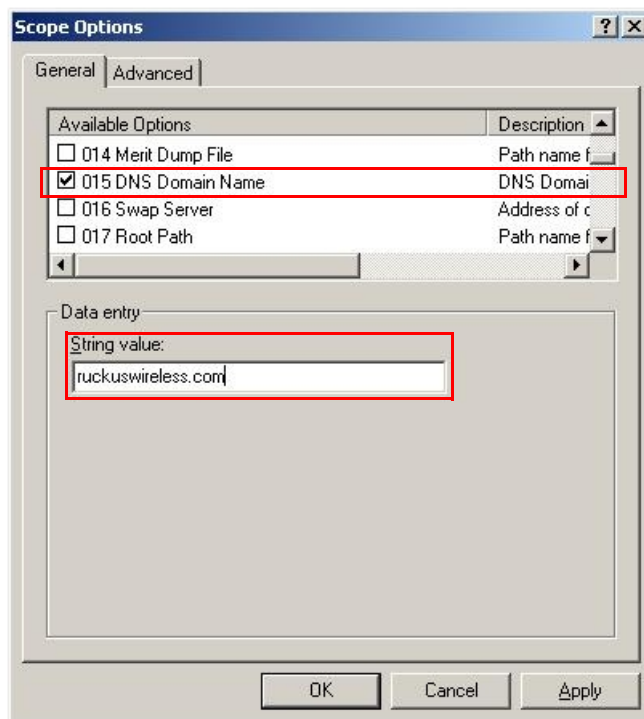 Scope Options
General Advanced
Available Options Description
014 Merit Dump File Path name f
015 DNS Domain Name DNS Domai
016 Swap Server Address of c
017 Root Path Path name f
Data entry
String value:
ruckuswireless.com
OK Cancel Apply